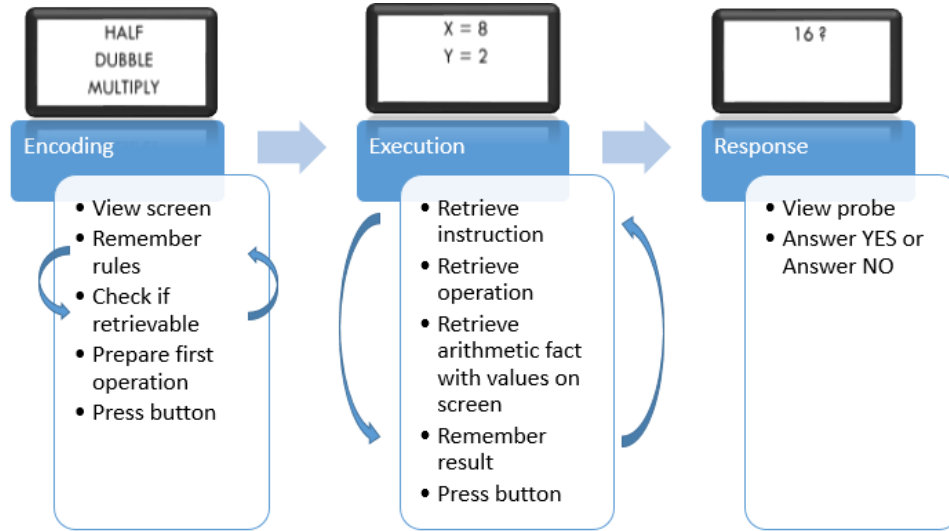 HALF
DUBBLE
MULTIPLY
Encoding
• View screen
• Remember
rules
• Check if
retrievable
• Prepare first
operation
• Press button
X = 8
Y = 2
Execution
• Retrieve
instruction
• Retrieve
operation
• Retrieve
arithmetic fact
with values on
screen
• Remember
result
• Press button
16 ?
Response
• View probe
• Answer YES or
Answer NO